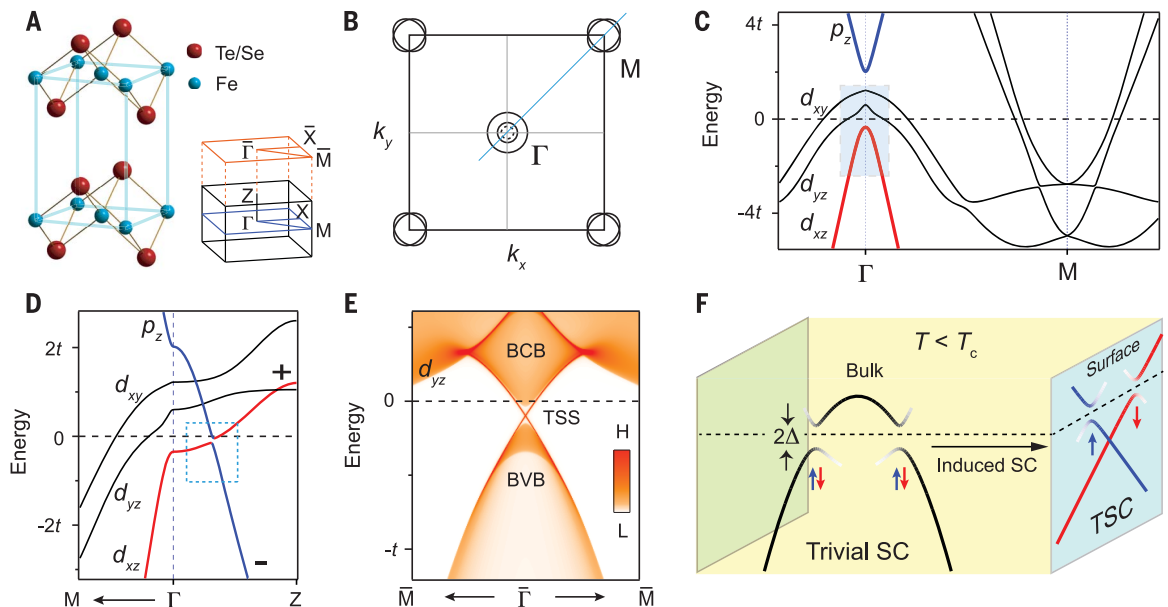 A
Te/Se
Fe
Γ̄
X̄
M̄
Z
Γ
X
M
B
M
k_y
Γ
k_x
C
4t
p_z
d_xy
Energy
0
d_yz
-4t
d_xz
Γ
M
D
p_z
2t
d_xy
+
Energy
0
d_yz
-2t
d_xz
-
M
Γ
Z
E
BCB
d_yz
0
TSS
Energy
H
BVB
L
-t
M̄
Γ̄
M̄
F
T < T_c
Surface
Bulk
2Δ
Induced SC
TSC
Trivial SC